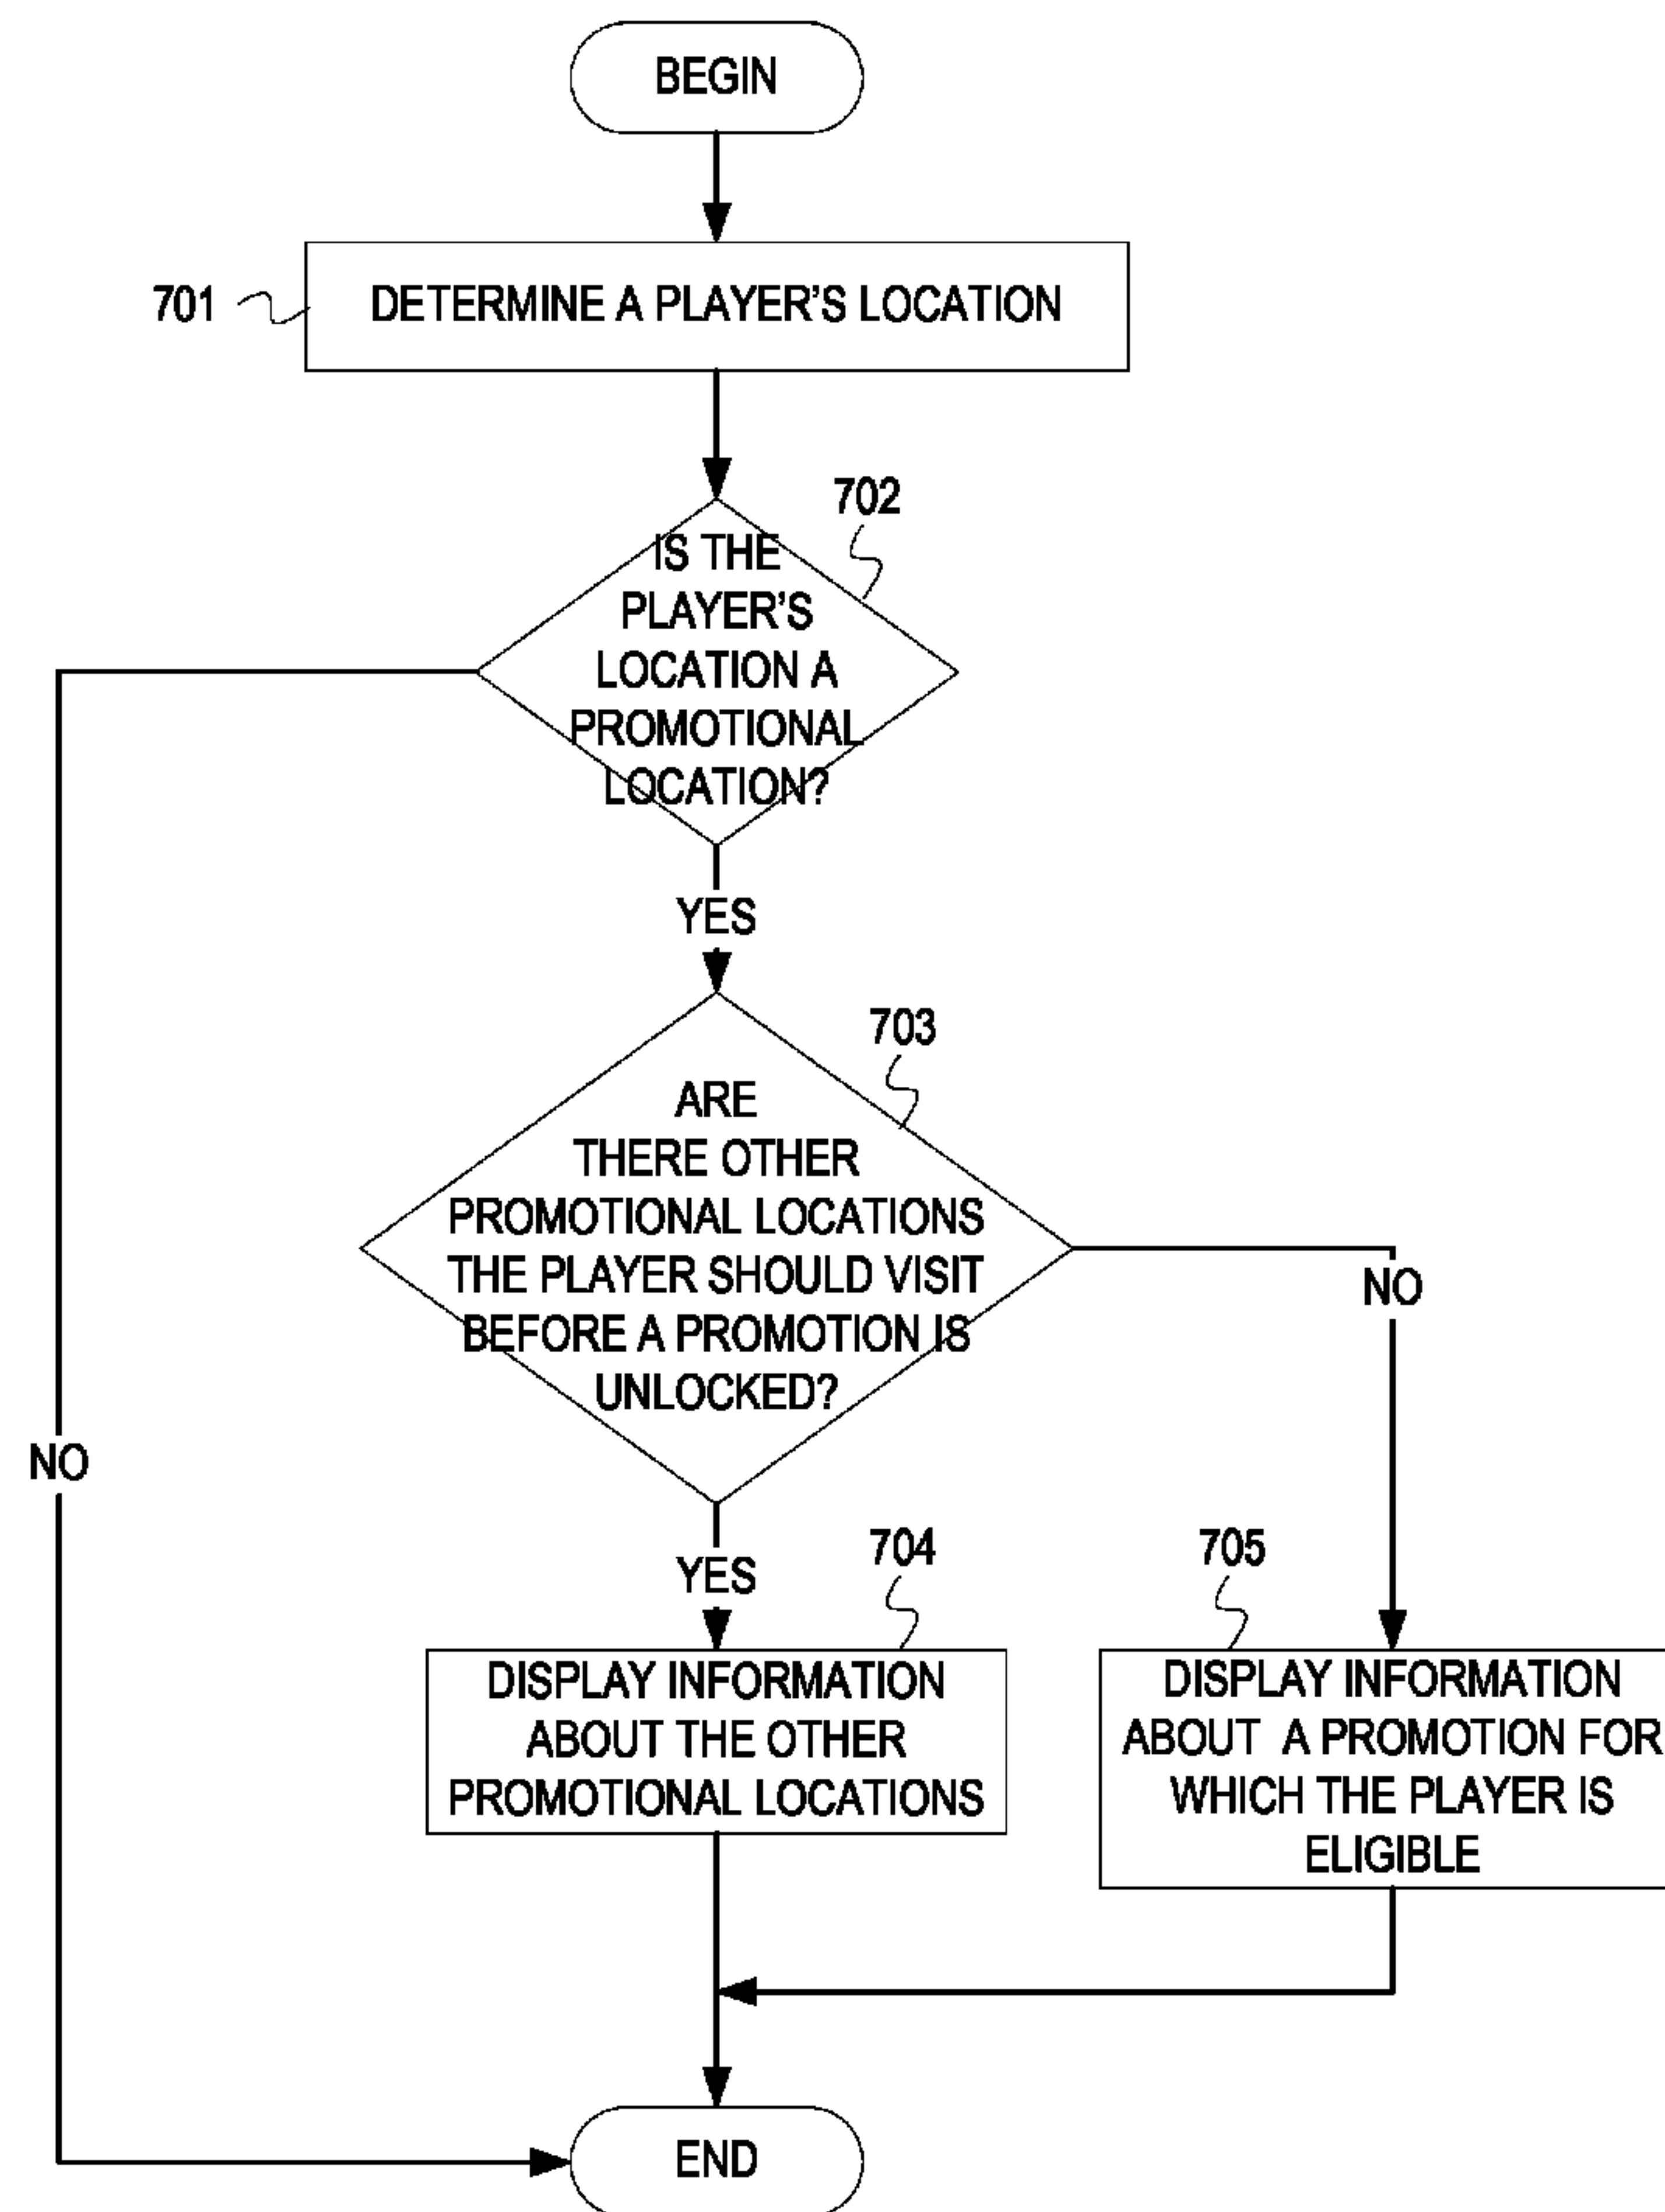 BEGIN
701
DETERMINE A PLAYER'S LOCATION
702
IS THE
PLAYER'S
LOCATION A
PROMOTIONAL
LOCATION?
YES
703
ARE
THERE OTHER
PROMOTIONAL LOCATIONS
THE PLAYER SHOULD VISIT
BEFORE A PROMOTION IS
UNLOCKED?
NO
NO
YES
704
705
DISPLAY INFORMATION
ABOUT THE OTHER
PROMOTIONAL LOCATIONS
DISPLAY INFORMATION
ABOUT A PROMOTION FOR
WHICH THE PLAYER IS
ELIGIBLE
END